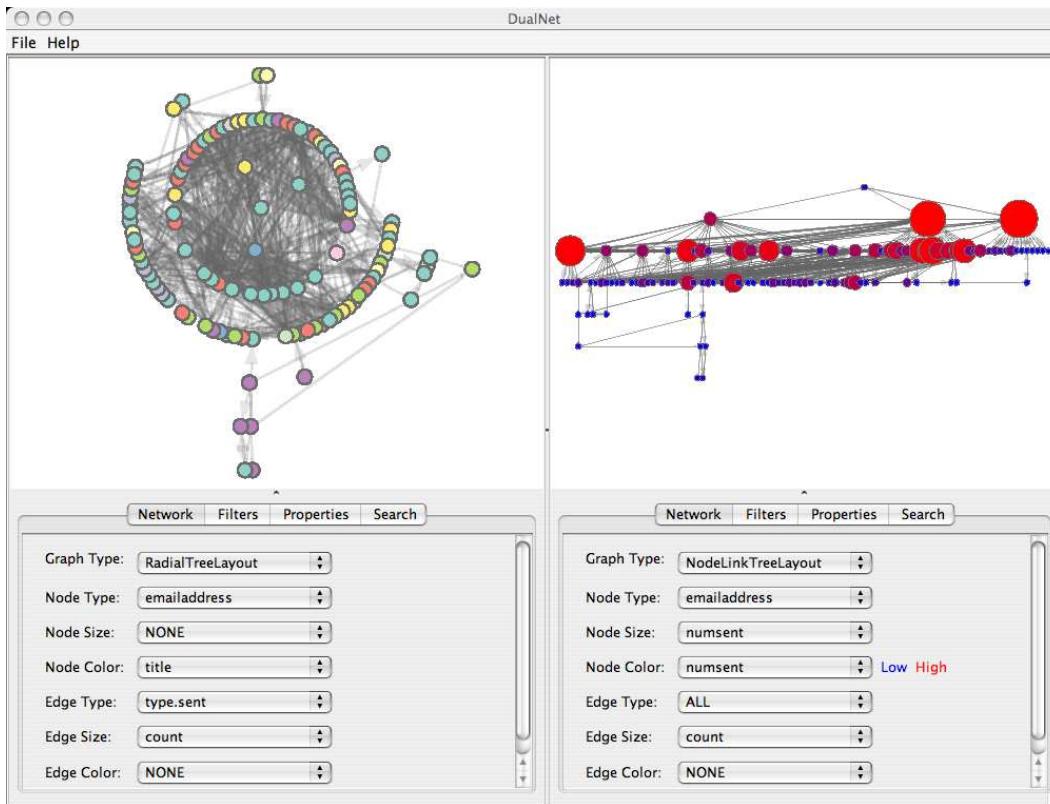 DualNet
File Help
Network Filters Properties Search
Graph Type: RadialTreeLayout
Node Type: emailaddress
Node Size: NONE
Node Color: title
Edge Type: type.sent
Edge Size: count
Edge Color: NONE
Network Filters Properties Search
Graph Type: NodeLinkTreeLayout
Node Type: emailaddress
Node Size: numsent
Node Color: numsent Low High
Edge Type: ALL
Edge Size: count
Edge Color: NONE